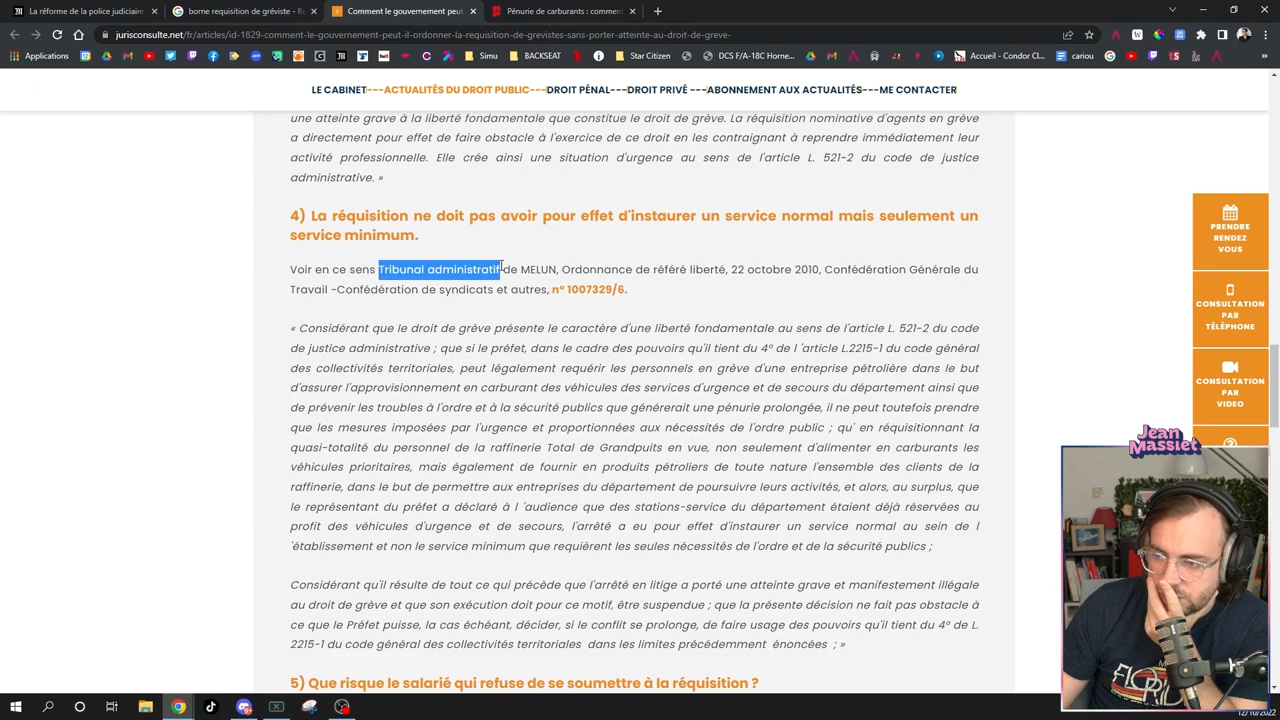 La réforme de la police judiciaire
borne requisition de gréviste - Re
Comment le gouvernement peut
Pénurie de carburants : comment
jurisconsulte.net/fr/articles/id-1829-comment-le-gouvernement-peut-il-ordonner-la-requisition-de-grevistes-sans-porter-atteinte-au-droit-de-greve-
Applications
Simu
BACKSEAT
Star Citizen
DCS F/A-18C Horne...
Accueil - Condor Cl...
cariou
LE CABINET---ACTUALITÉS DU DROIT PUBLIC---DROIT PÉNAL---DROIT PRIVÉ ---ABONNEMENT AUX ACTUALITÉS---ME CONTACTER
une atteinte grave à la liberté fondamentale que constitue le droit de grève. La réquisition nominative d'agents en grève
a directement pour effet de faire obstacle à l'exercice de ce droit en les contraignant à reprendre immédiatement leur
activité professionnelle. Elle crée ainsi une situation d'urgence au sens de l'article L. 521-2 du code de justice
administrative. »
4) La réquisition ne doit pas avoir pour effet d'instaurer un service normal mais seulement un
service minimum.
Voir en ce sens Tribunal administratif de MELUN, Ordonnance de référé liberté, 22 octobre 2010, Confédération Générale du
Travail -Confédération de syndicats et autres, n° 1007329/6.
« Considérant que le droit de grève présente le caractère d'une liberté fondamentale au sens de l'article L. 521-2 du code
de justice administrative ; que si le préfet, dans le cadre des pouvoirs qu'il tient du 4° de l 'article L.2215-1 du code général
des collectivités territoriales, peut légalement requérir les personnels en grève d'une entreprise pétrolière dans le but
d'assurer l'approvisionnement en carburant des véhicules des services d'urgence et de secours du département ainsi que
de prévenir les troubles à l'ordre et à la sécurité publics que générerait une pénurie prolongée, il ne peut toutefois prendre
que les mesures imposées par l'urgence et proportionnées aux nécessités de l'ordre public ; qu' en réquisitionnant la
quasi-totalité du personnel de la raffinerie Total de Grandpuits en vue, non seulement d'alimenter en carburants les
véhicules prioritaires, mais également de fournir en produits pétroliers de toute nature l'ensemble des clients de la
raffinerie, dans le but de permettre aux entreprises du département de poursuivre leurs activités, et alors, au surplus, que
le représentant du préfet a déclaré à l 'audience que des stations-service du département étaient déjà réservées au
profit des véhicules d'urgence et de secours, l'arrêté a eu pour effet d'instaurer un service normal au sein de l
'établissement et non le service minimum que requièrent les seules nécessités de l'ordre et de la sécurité publics ;
Considérant qu'il résulte de tout ce qui précède que l'arrêté en litige a porté une atteinte grave et manifestement illégale
au droit de grève et que son exécution doit pour ce motif, être suspendue ; que la présente décision ne fait pas obstacle à
ce que le Préfet puisse, la cas échéant, décider, si le conflit se prolonge, de faire usage des pouvoirs qu'il tient du 4° de L.
2215-1 du code général des collectivités territoriales dans les limites précédemment énoncées ; »
5) Que risque le salarié qui refuse de se soumettre à la réquisition ?
PRENDRE
RENDEZ
VOUS
CONSULTATION
PAR
TÉLÉPHONE
CONSULTATION
PAR
VIDEO
Jean
Massiet
12/10/2022